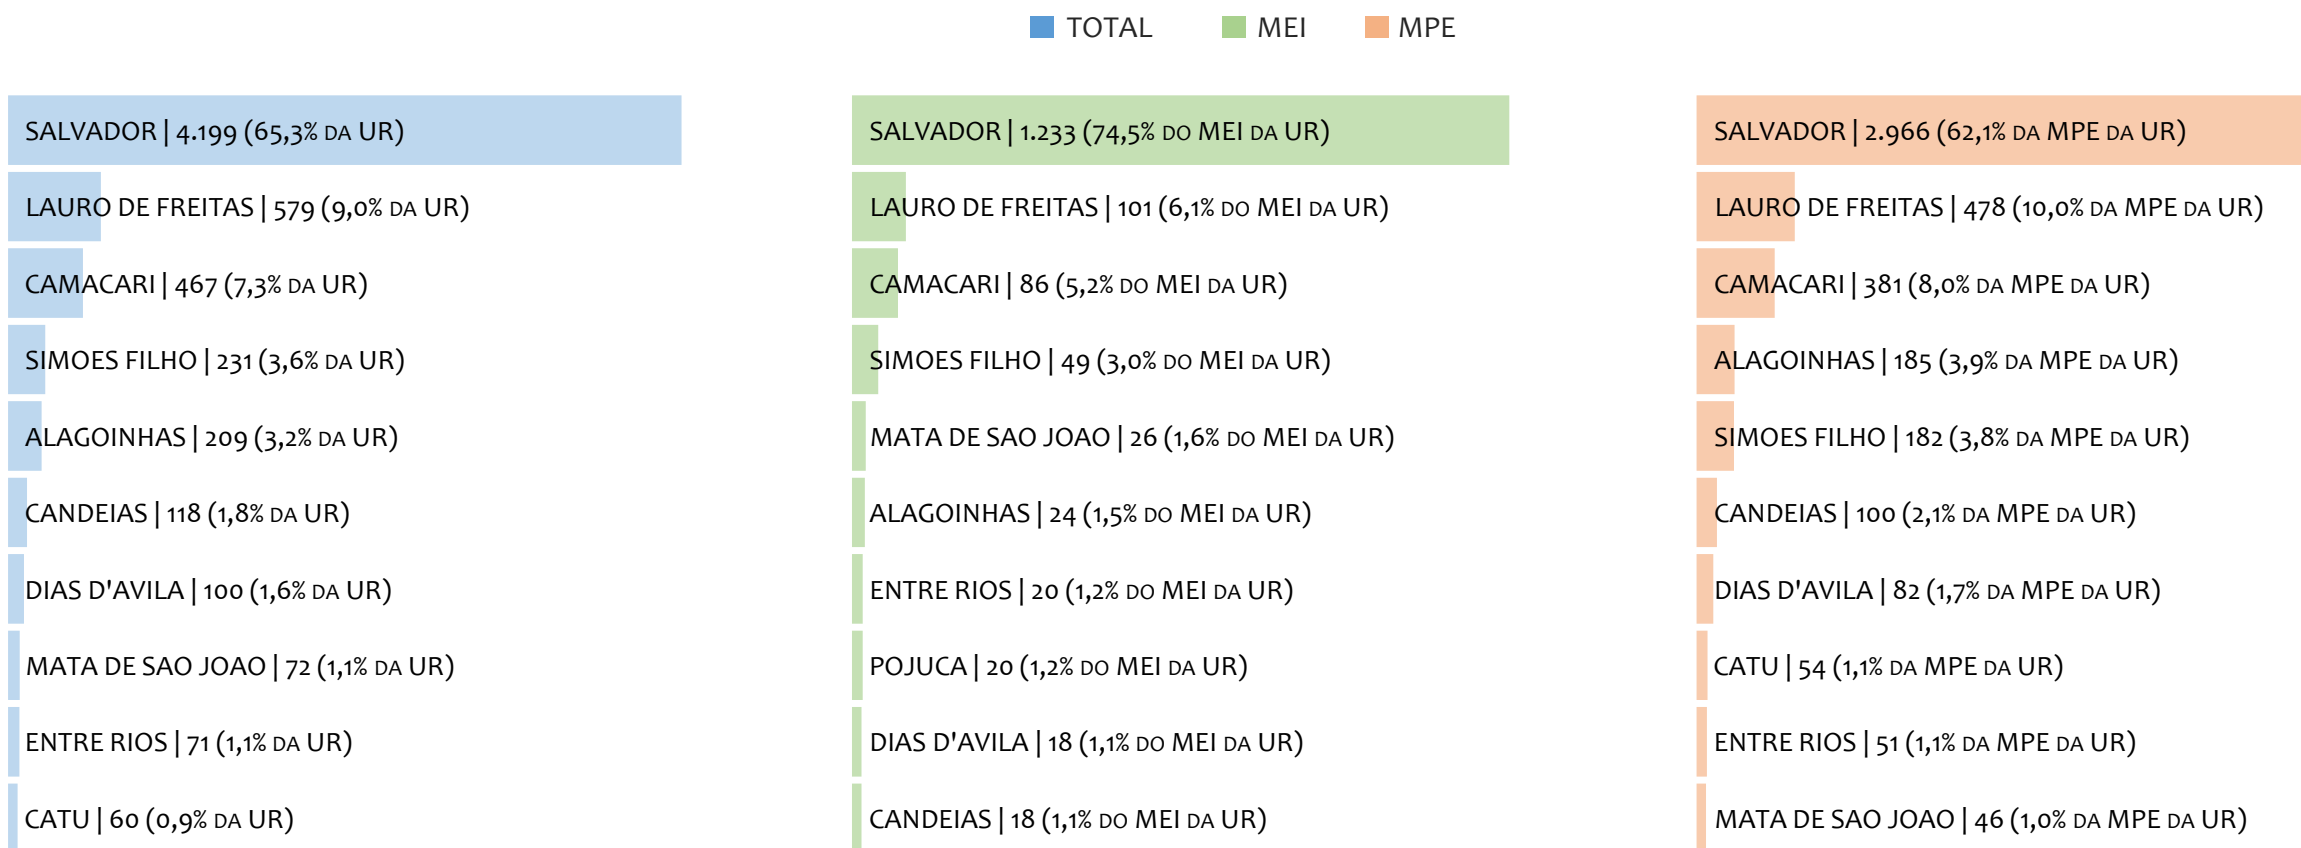 TOTAL MEI MPE
SALVADOR | 4.199 (65,3% DA UR)
LAURO DE FREITAS | 579 (9,0% DA UR)
CAMACARI | 467 (7,3% DA UR)
SIMOES FILHO | 231 (3,6% DA UR)
ALAGOINHAS | 209 (3,2% DA UR)
CANDEIAS | 118 (1,8% DA UR)
DIAS D'AVILA | 100 (1,6% DA UR)
MATA DE SAO JOAO | 72 (1,1% DA UR)
ENTRE RIOS | 71 (1,1% DA UR)
CATU | 60 (0,9% DA UR)
SALVADOR | 1.233 (74,5% DO MEI DA UR)
LAURO DE FREITAS | 101 (6,1% DO MEI DA UR)
CAMACARI | 86 (5,2% DO MEI DA UR)
SIMOES FILHO | 49 (3,0% DO MEI DA UR)
MATA DE SAO JOAO | 26 (1,6% DO MEI DA UR)
ALAGOINHAS | 24 (1,5% DO MEI DA UR)
ENTRE RIOS | 20 (1,2% DO MEI DA UR)
POJUCA | 20 (1,2% DO MEI DA UR)
DIAS D'AVILA | 18 (1,1% DO MEI DA UR)
CANDEIAS | 18 (1,1% DO MEI DA UR)
SALVADOR | 2.966 (62,1% DA MPE DA UR)
LAURO DE FREITAS | 478 (10,0% DA MPE DA UR)
CAMACARI | 381 (8,0% DA MPE DA UR)
ALAGOINHAS | 185 (3,9% DA MPE DA UR)
SIMOES FILHO | 182 (3,8% DA MPE DA UR)
CANDEIAS | 100 (2,1% DA MPE DA UR)
DIAS D'AVILA | 82 (1,7% DA MPE DA UR)
CATU | 54 (1,1% DA MPE DA UR)
ENTRE RIOS | 51 (1,1% DA MPE DA UR)
MATA DE SAO JOAO | 46 (1,0% DA MPE DA UR)